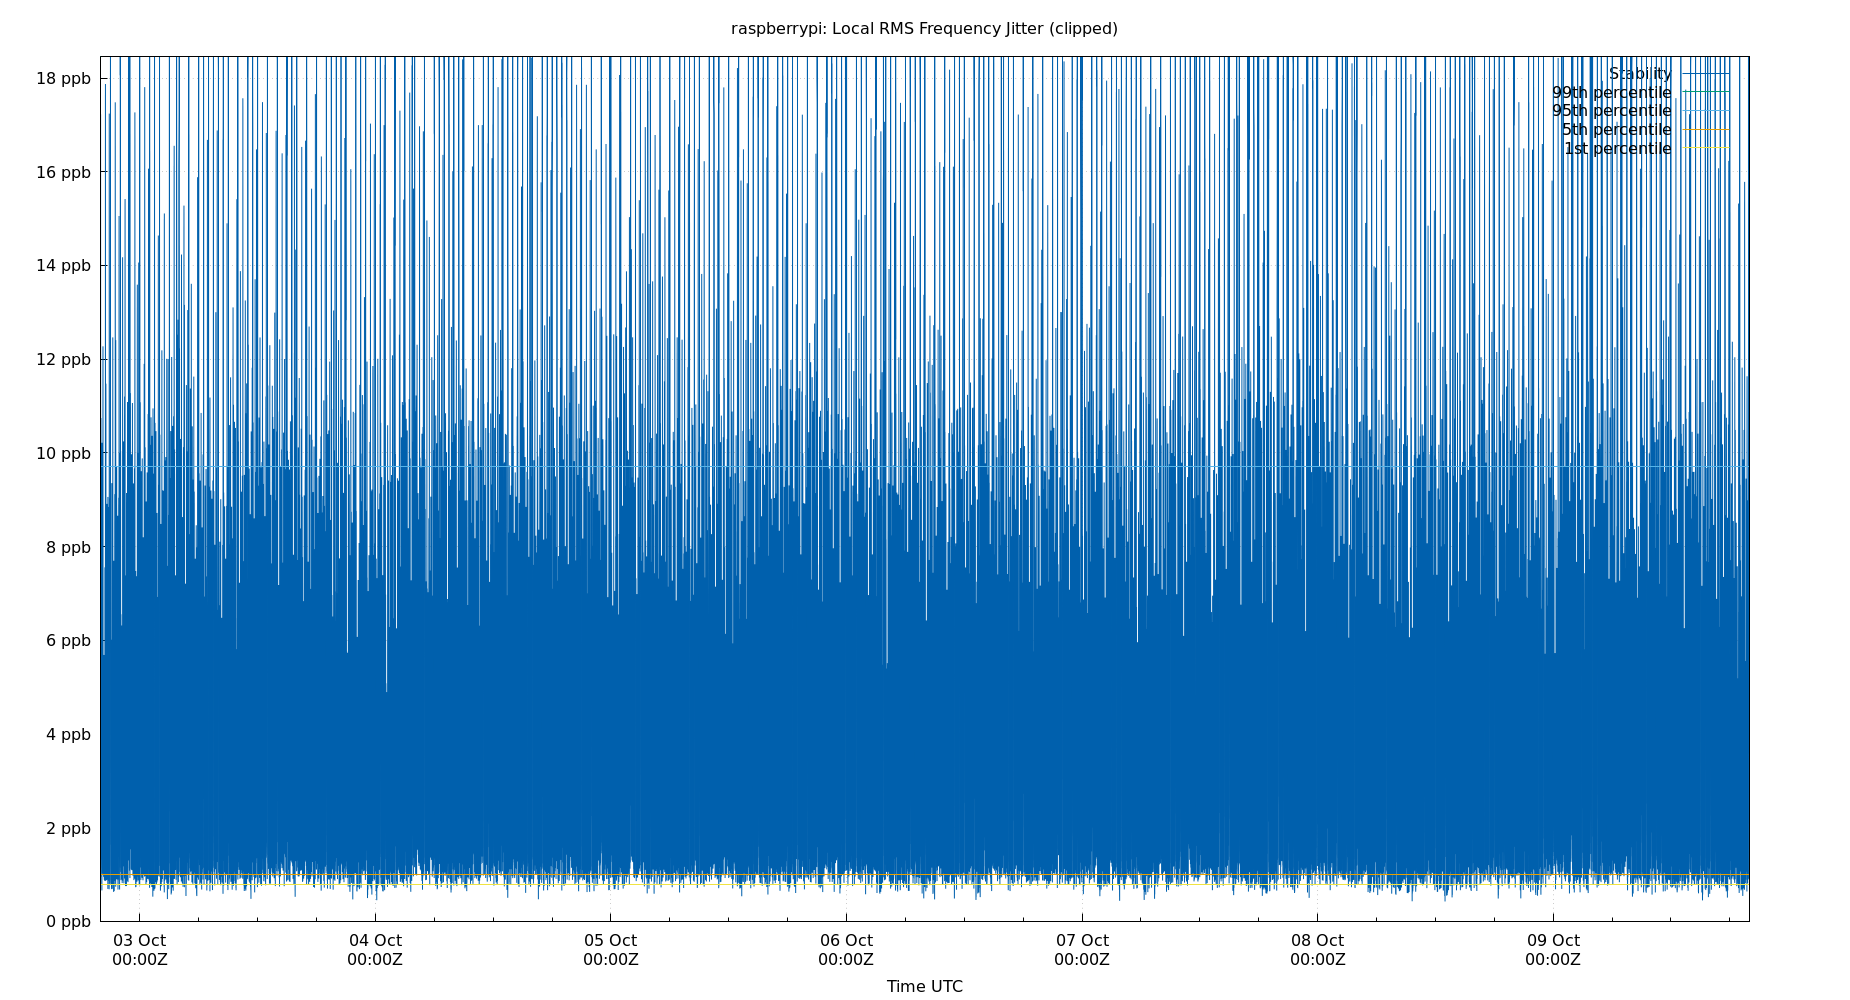 raspberrypi: Local RMS Frequency Jitter (clipped)
18 ppb
16 ppb
14 ppb
12 ppb
10 ppb
8 ppb
6 ppb
4 ppb
2 ppb
0 ppb
Stability
99th percentile
95th percentile
5th percentile
1st percentile
03 Oct
00:00Z
04 Oct
00:00Z
05 Oct
00:00Z
06 Oct
00:00Z
07 Oct
00:00Z
08 Oct
00:00Z
09 Oct
00:00Z
Time UTC